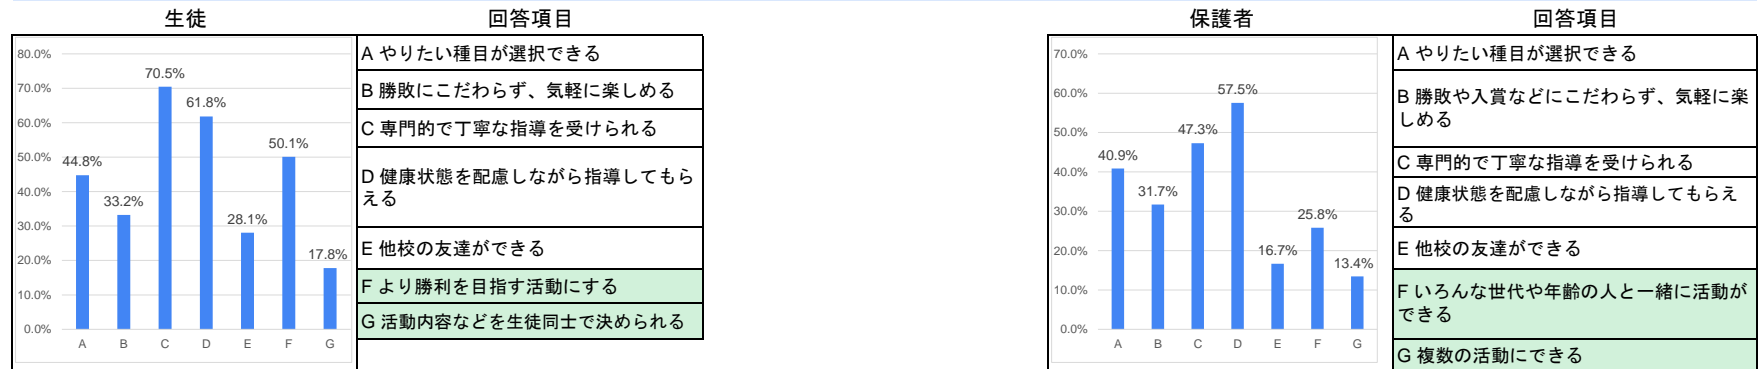 生徒
回答項目
80.0%
70.0%
60.0%
50.0%
40.0%
30.0%
20.0%
10.0%
0.0%
44.8%
33.2%
70.5%
61.8%
28.1%
50.1%
17.8%
A B C D E F G
A やりたい種目が選択できる
B 勝敗にこだわらず、気軽に楽しめる
C 専門的で丁寧な指導を受けられる
D 健康状態を配慮しながら指導してもら
える
E 他校の友達ができる
F より勝利を目指す活動にする
G 活動内容などを生徒同士で決められる
保護者
回答項目
70.0%
60.0%
50.0%
40.0%
30.0%
20.0%
10.0%
0.0%
40.9%
31.7%
47.3%
57.5%
16.7%
25.8%
13.4%
A B C D E F G
A やりたい種目が選択できる
B 勝敗や入賞などにこだわらず、気軽に楽
しめる
C 専門的で丁寧な指導を受けられる
D 健康状態を配慮しながら指導してもらえ
る
E 他校の友達ができる
F いろんな世代や年齢の人と一緒に活動が
できる
G 複数の活動にできる